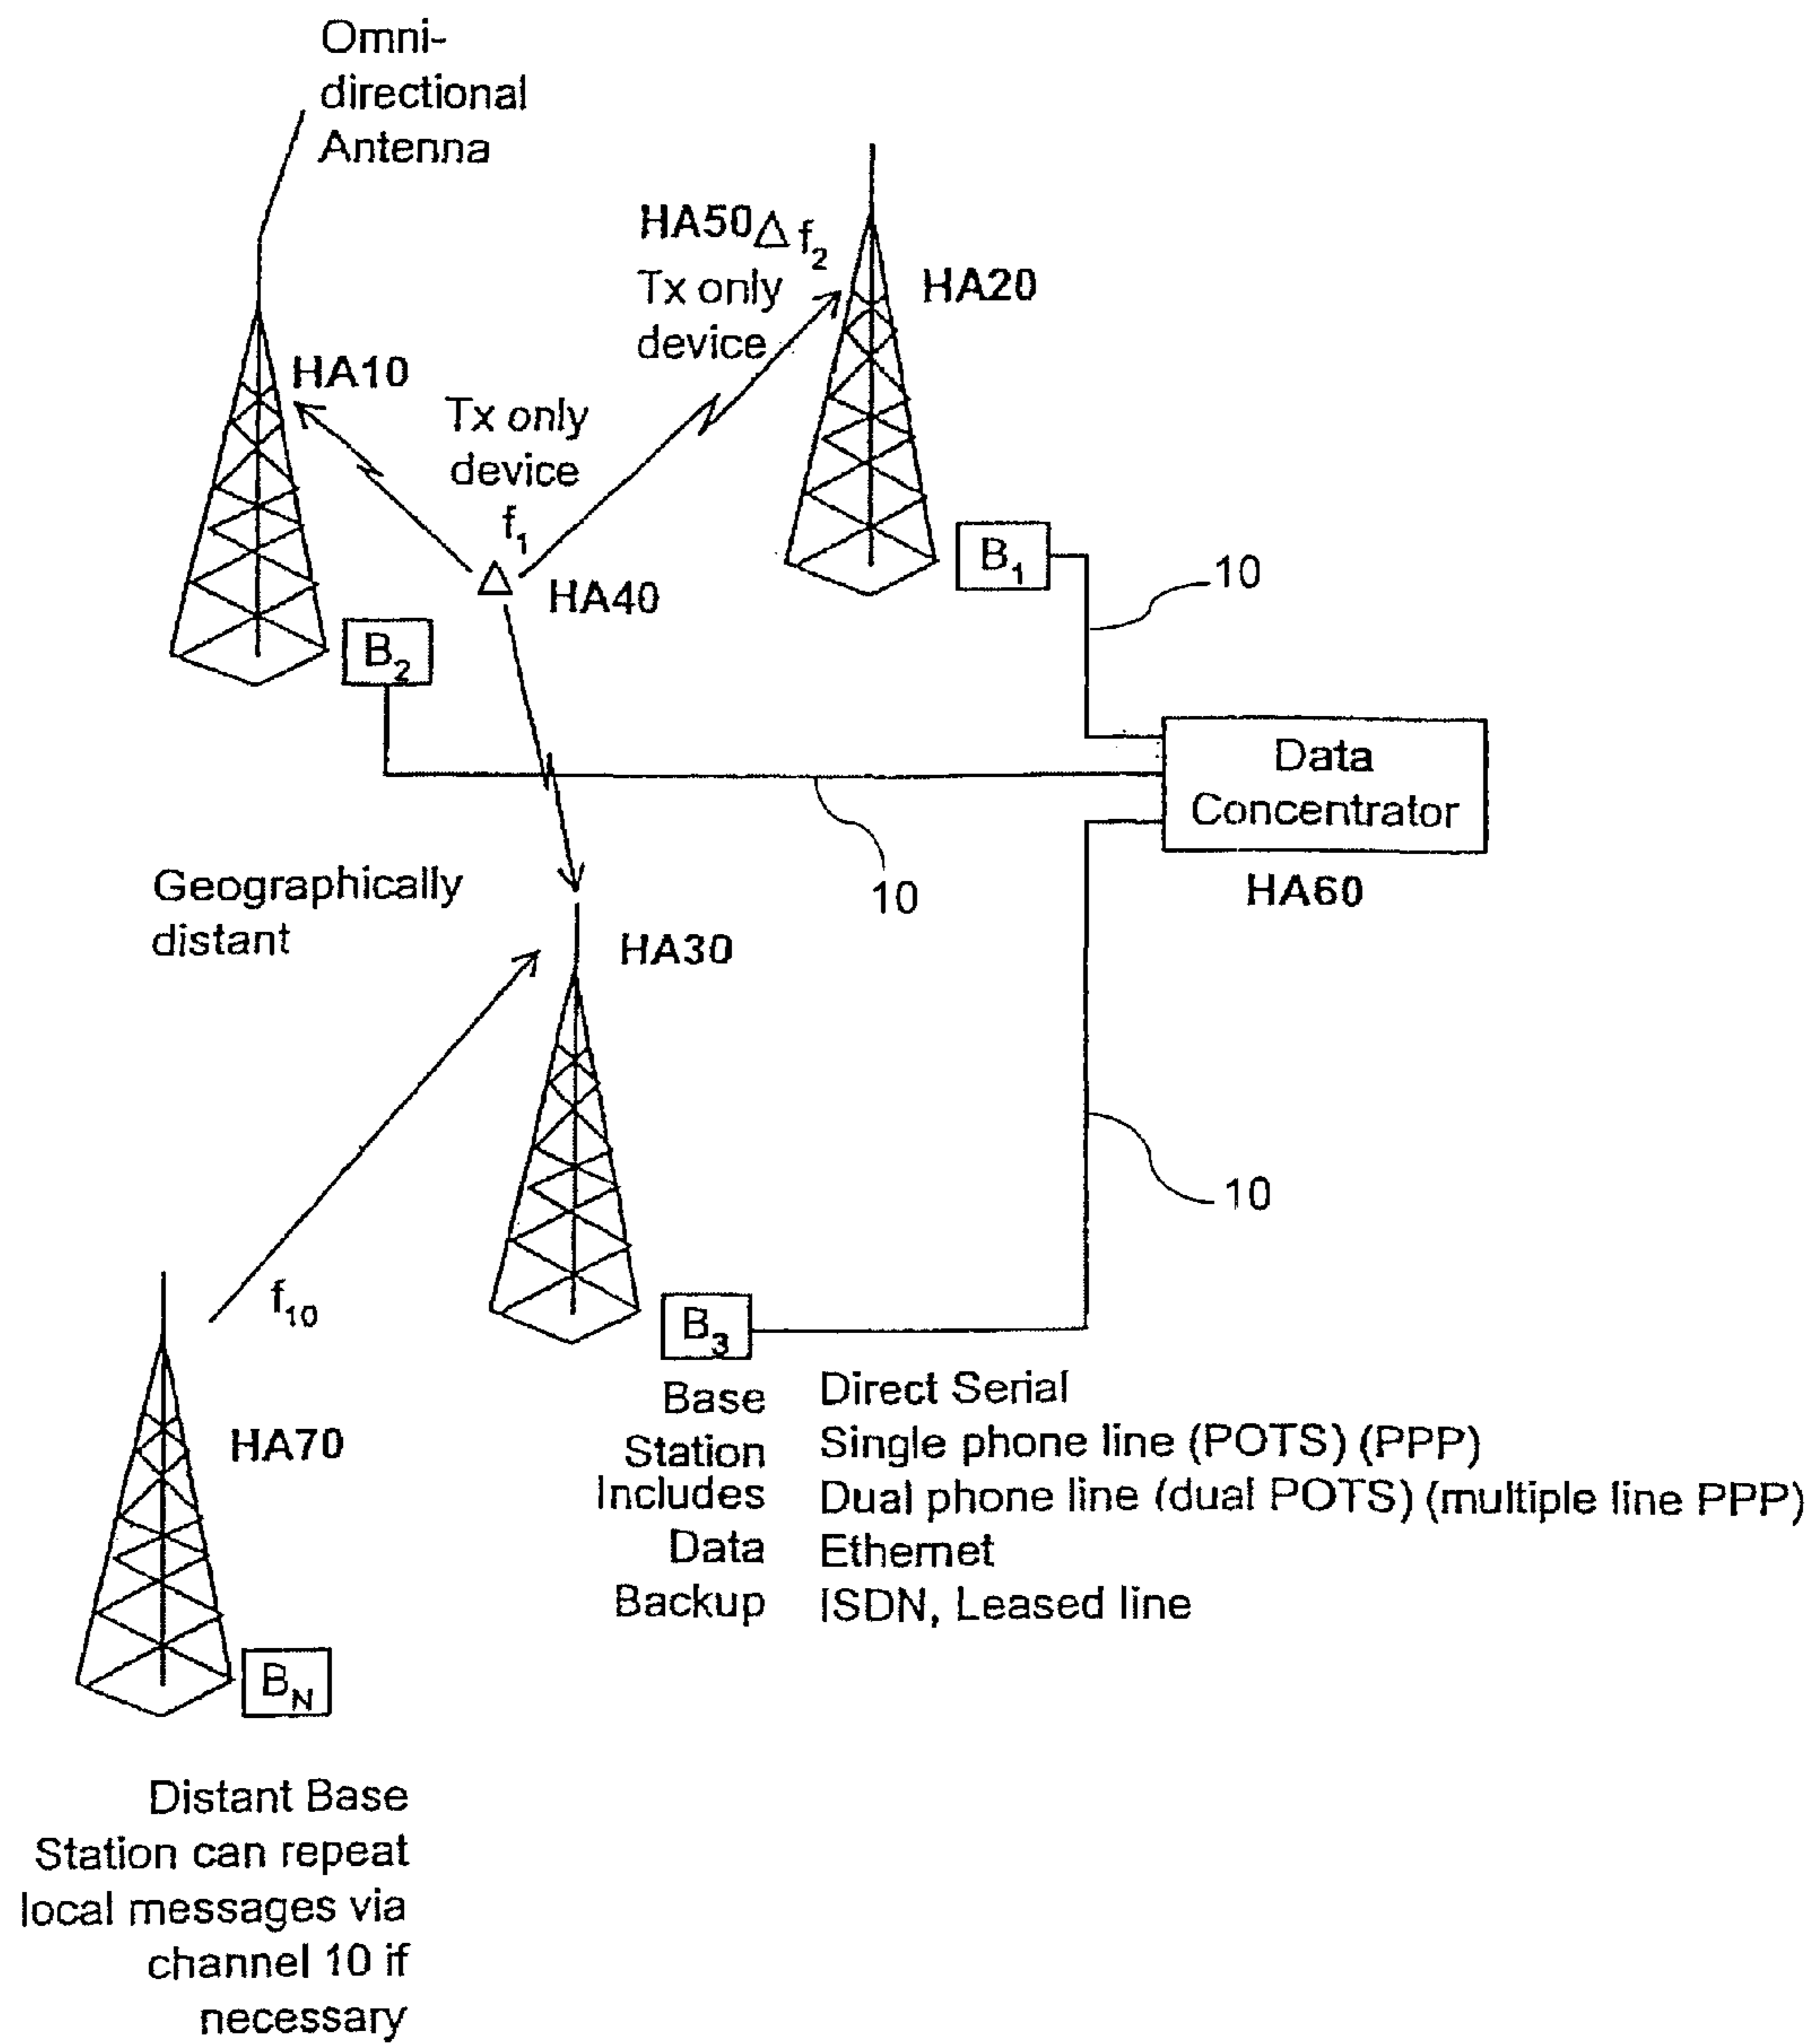 Omni-
directional
Antenna
HA50 f2
Tx only
device
HA20
HA10
Tx only
device
f1
HA40
B1
10
B2
Data
Concentrator
HA60
10
Geographically
distant
HA30
10
f10
B3
HA70
Base
Station
Includes
Data
Backup
Direct Serial
Single phone line (POTS) (PPP)
Dual phone line (dual POTS) (multiple line PPP)
Ethernet
ISDN, Leased line
BN
Distant Base
Station can repeat
local messages via
channel 10 if
necessary